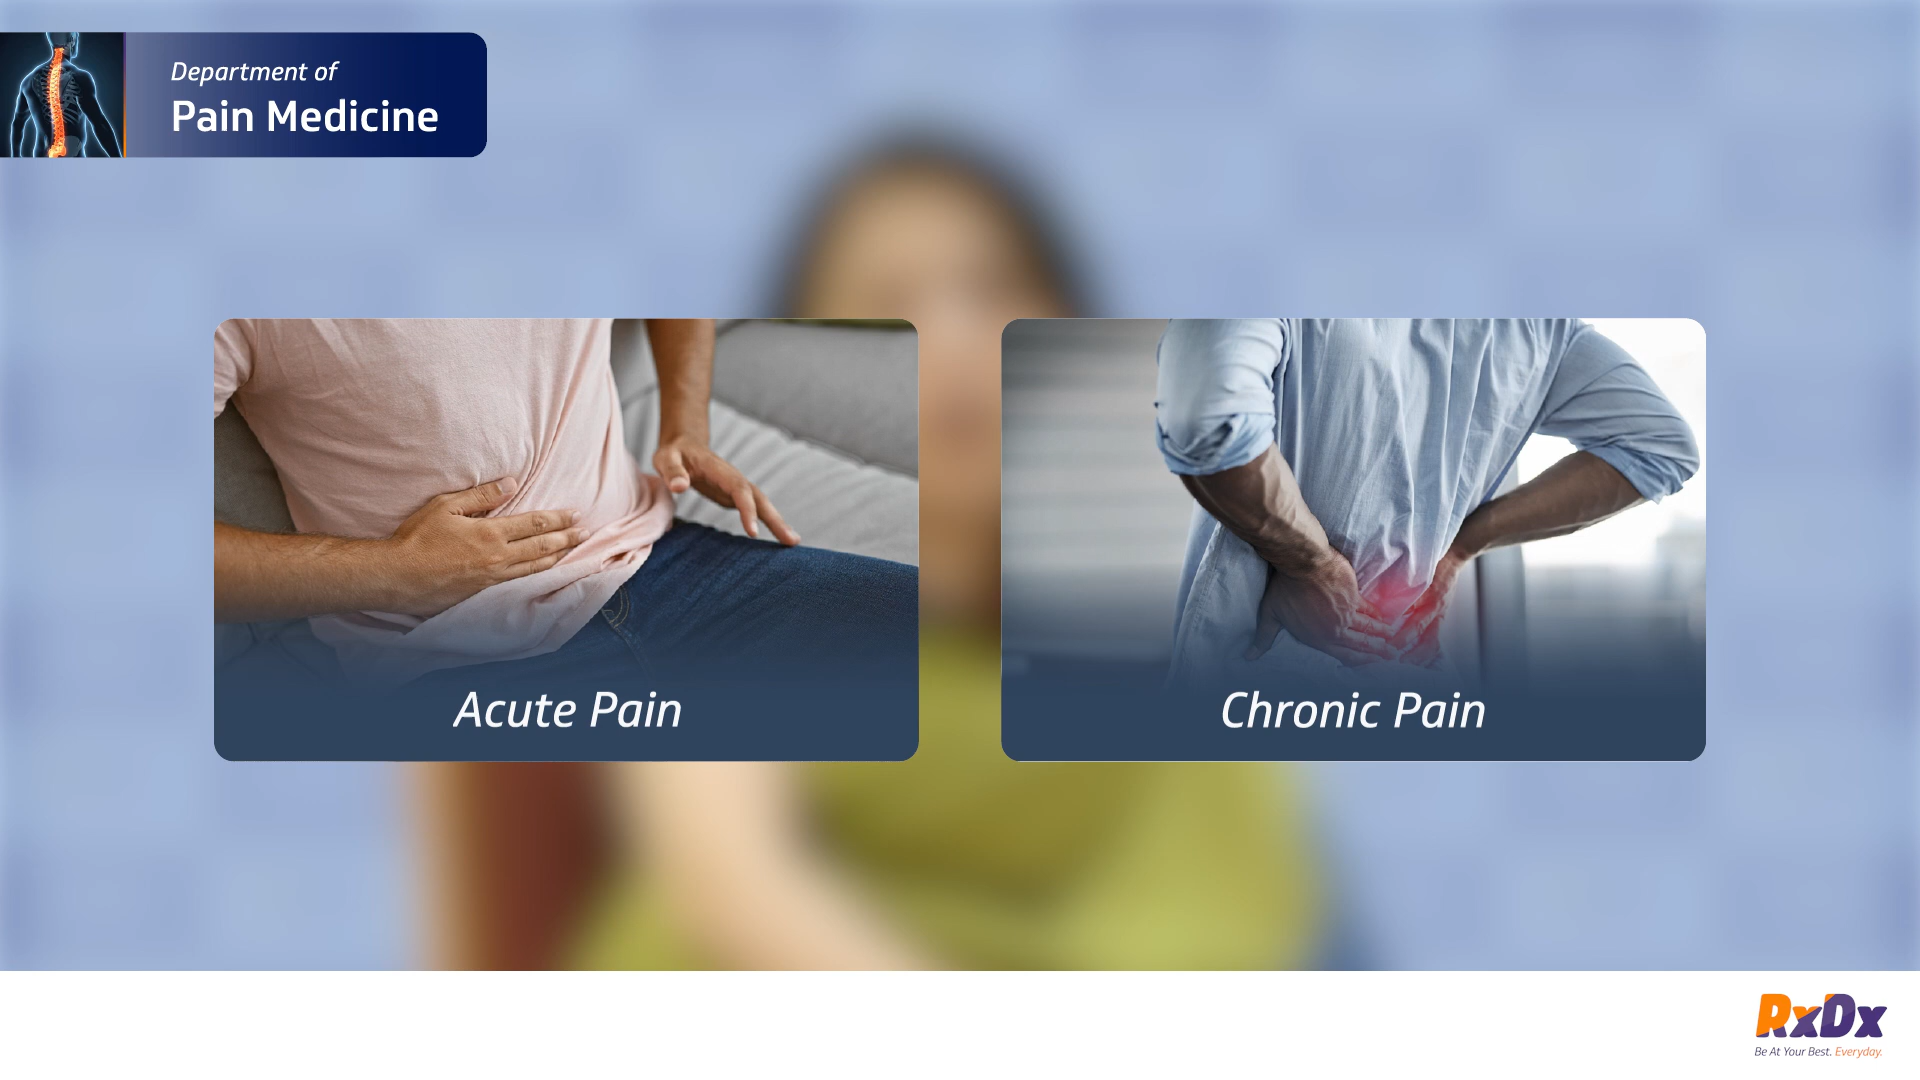 Department of
Pain Medicine
Acute Pain
Chronic Pain
RxDx
Be At Your Best. Everyday.